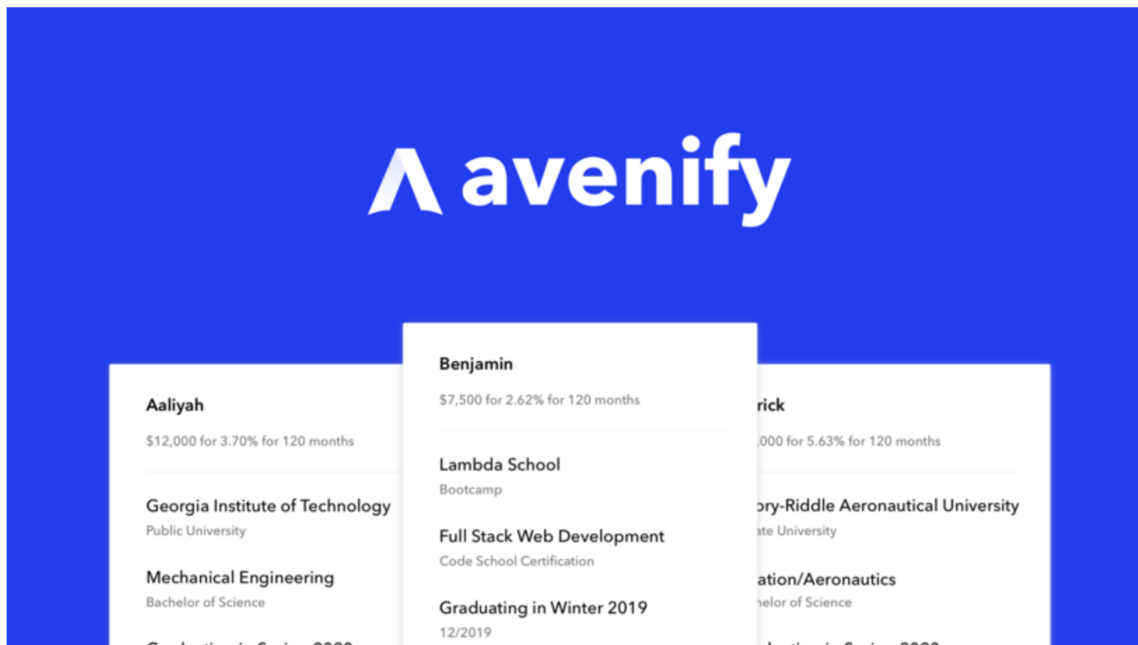 avenify
Benjamin
$7,500 for 2.62% for 120 months
Lambda School
Bootcamp
Full Stack Web Development
Code School Certification
Graduating in Winter 2019
12/2019
Aaliyah
$12,000 for 3.70% for 120 months
Georgia Institute of Technology
Public University
Mechanical Engineering
Bachelor of Science
rick
,000 for 5.63% for 120 months
ory-Riddle Aeronautical University
ate University
ation/Aeronautics
helor of Science